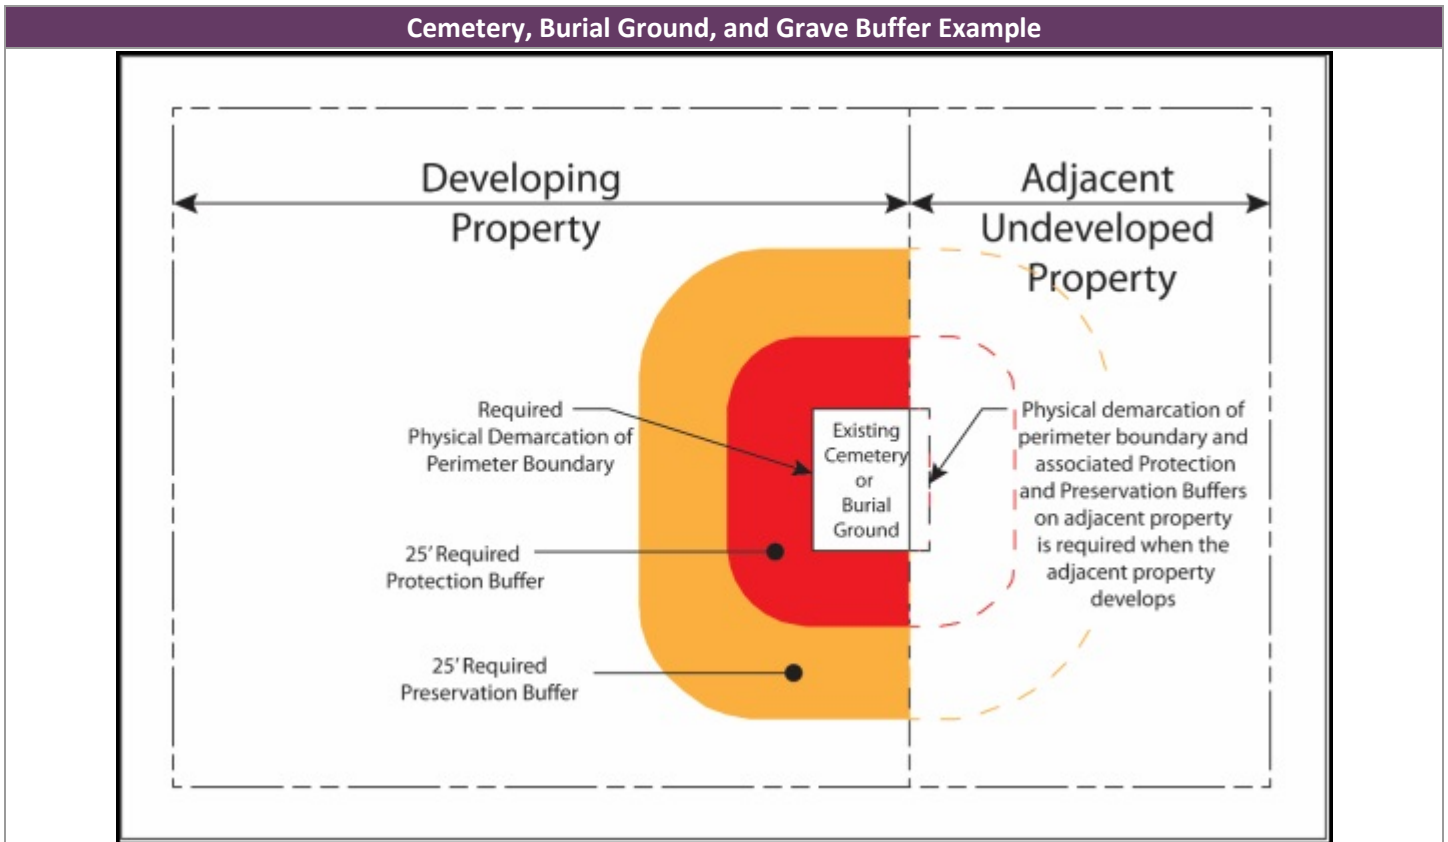 Cemetery, Burial Ground, and Grave Buffer Example
Developing
Property
Adjacent
Undeveloped
Property
Required
Physical Demarcation of
Perimeter Boundary
Existing
Cemetery
or
Burial
Ground
Physical demarcation of
perimeter boundary and
associated Protection
and Preservation Buffers
on adjacent property
is required when the
adjacent property
develops
25' Required
Protection Buffer
25' Required
Preservation Buffer